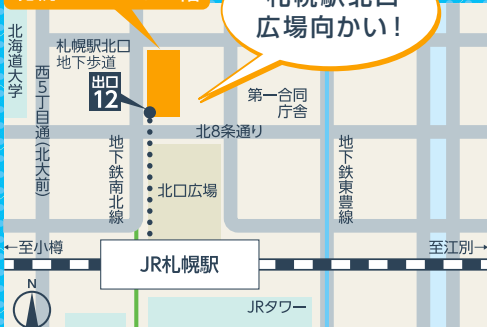 札幌駅北口
広場向かい！
札幌駅北口
地下歩道
出口
12
北海道大学
西5丁目通(北大前)
第一合同
庁舎
北8条通り
地下鉄南北線
北口広場
地下鉄東豊線
←至小樽
至江別→
JR札幌駅
N
JRタワー